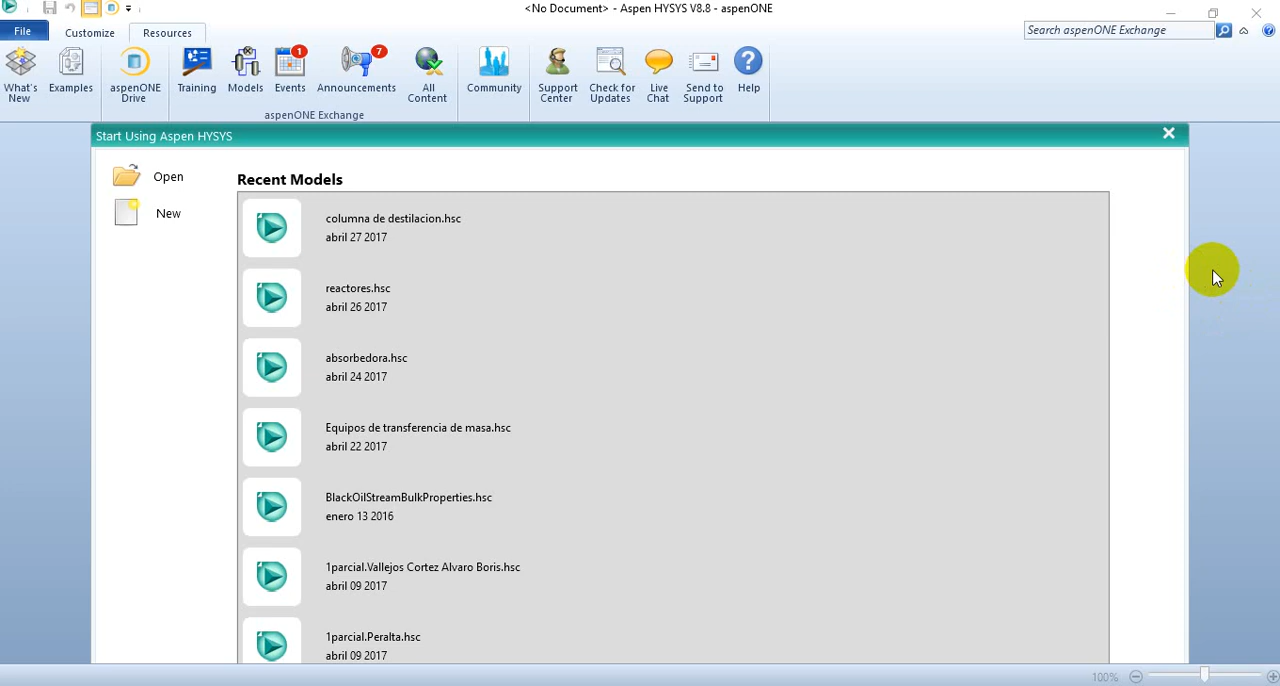 <No Document> - Aspen HYSYS V8.8 - aspenONE
File
Customize
Resources
Search aspenONE Exchange
What's New
Examples
aspenONE Drive
Training
Models
1
Events
7
Announcements
All Content
Community
Support Center
Check for Updates
Live Chat
Send to Support
Help
aspenONE Exchange
Start Using Aspen HYSYS
Open
New
Recent Models
columna de destilacion.hsc
abril 27 2017
reactores.hsc
abril 26 2017
absorbedora.hsc
abril 24 2017
Equipos de transferencia de masa.hsc
abril 22 2017
BlackOilStreamBulkProperties.hsc
enero 13 2016
1parcial.Vallejos Cortez Alvaro Boris.hsc
abril 09 2017
1parcial.Peralta.hsc
abril 09 2017
100%